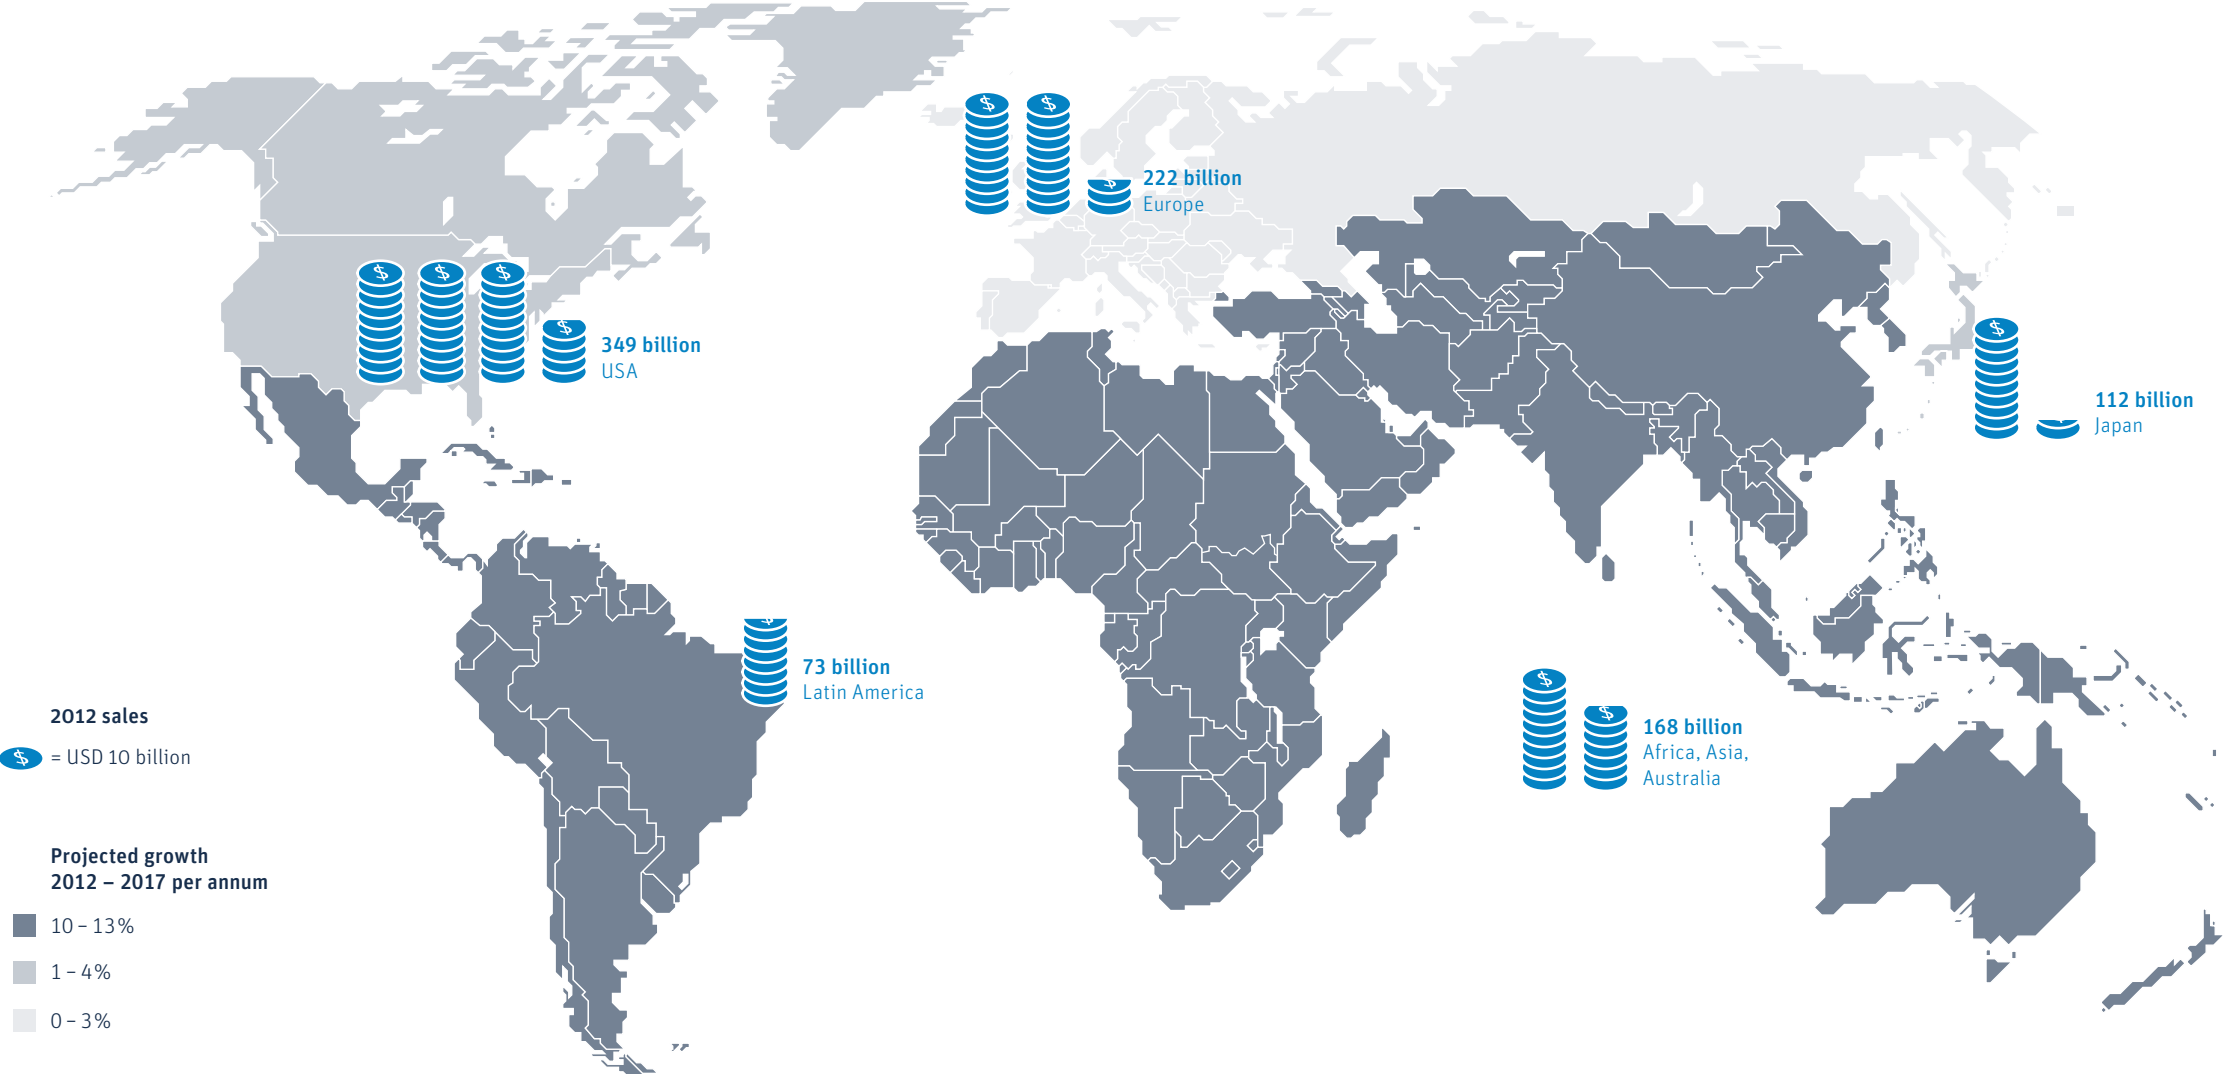 222 billion
Europe
349 billion
USA
112 billion
Japan
73 billion
Latin America
168 billion
Africa, Asia,
Australia
2012 sales
$ = USD 10 billion
Projected growth
2012 – 2017 per annum
10 – 13%
1 – 4%
0 – 3%